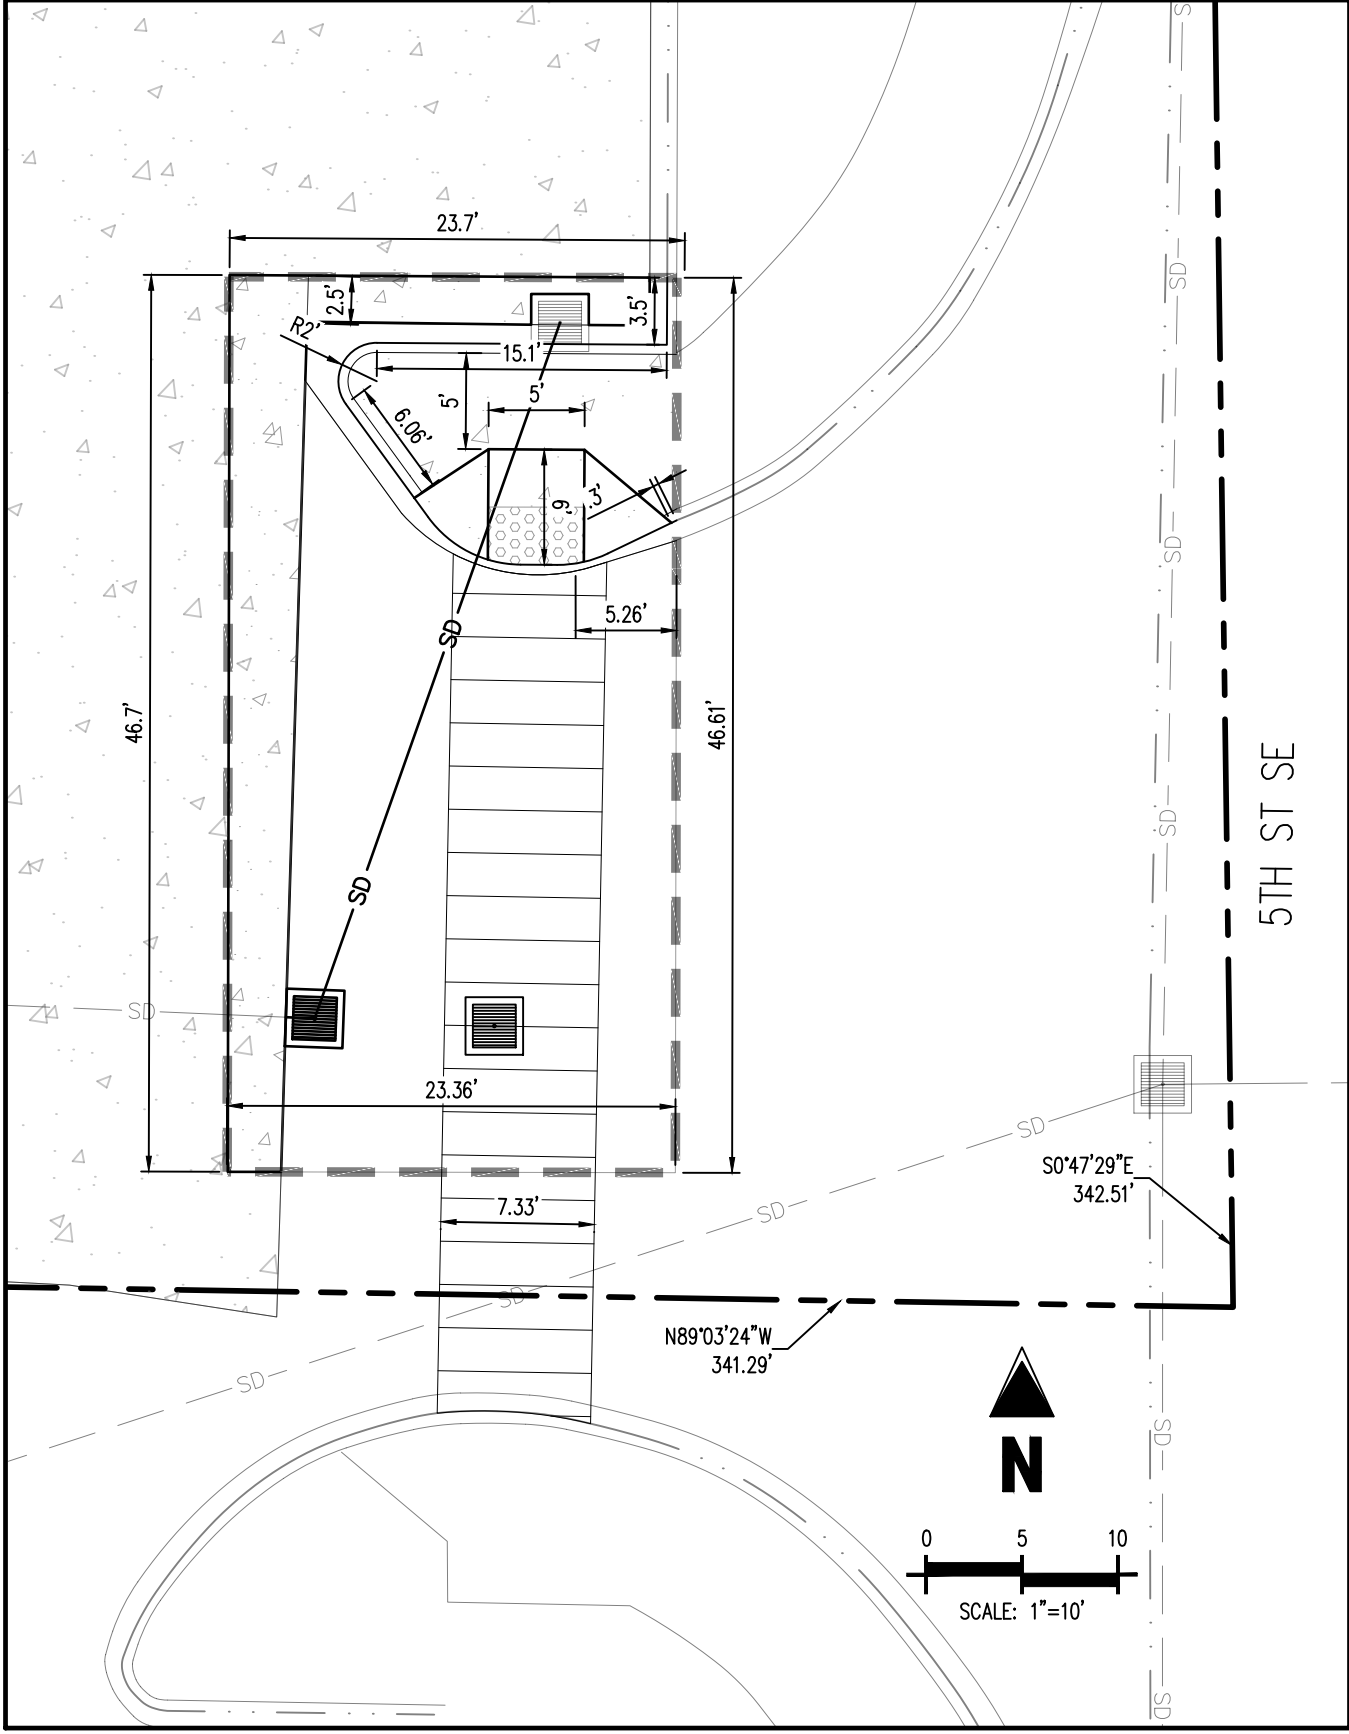 S
23.7'
SD
2.5'
3.5'
R2'
15.1'
5'
5'
6.06'
6'
.3'
SD
5.26'
SD
46.7'
46.61'
5TH ST SE
SD
SD
SD
23.36'
SD
S0°47'29"E
342.51'
7.33'
SD
SD
N89°03'24"W
341.29'
SD
N
SD
0 5 10
SCALE: 1"=10'
SD